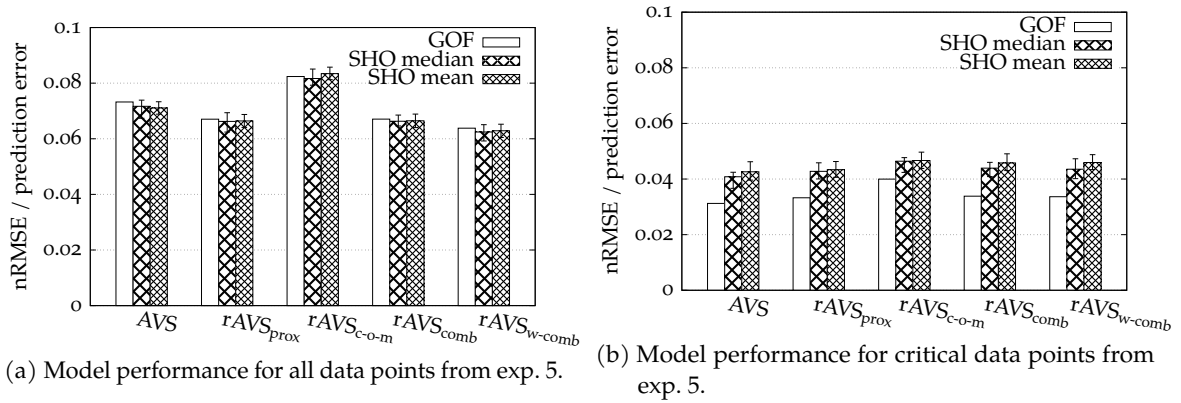 nRMSE / prediction error
0.1
0.08
0.06
0.04
0.02
0
GOF
SHO median
SHO mean
AVS
rAVSprox
rAVSc-o-m
rAVScomb
rAVSw-comb
(a) Model performance for all data points from exp. 5.
nRMSE / prediction error
0.1
0.08
0.06
0.04
0.02
0
GOF
SHO median
SHO mean
AVS
rAVSprox
rAVSc-o-m
rAVScomb
rAVSw-comb
(b) Model performance for critical data points from
exp. 5.